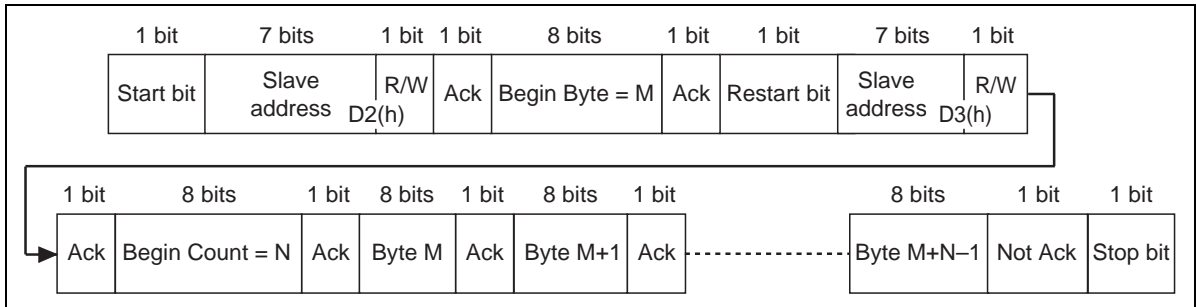 1 bit 7 bits 1 bit 1 bit 8 bits 1 bit 1 bit 7 bits 1 bit
Start bit Slave address D2(h) R/W Ack Begin Byte = M Ack Restart bit Slave address D3(h) R/W
1 bit 8 bits 1 bit 8 bits 1 bit 8 bits 1 bit 8 bits 1 bit 1 bit
Ack Begin Count = N Ack Byte M Ack Byte M+1 Ack Byte M+N–1 Not Ack Stop bit